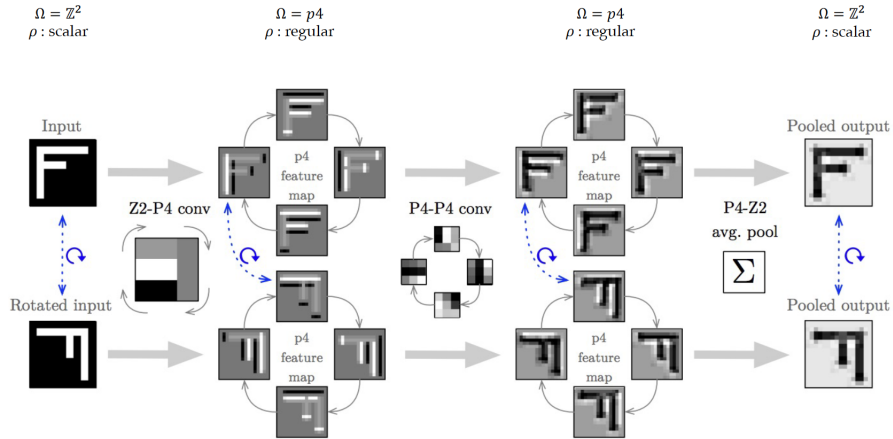 Ω = ℤ²
ρ : scalar
Ω = p4
ρ : regular
Ω = p4
ρ : regular
Ω = ℤ²
ρ : scalar
Input
Z2-P4 conv
p4
feature
map
P4-P4 conv
p4
feature
map
P4-Z2
avg. pool
Σ
Pooled output
Rotated input
p4
feature
map
p4
feature
map
Pooled output